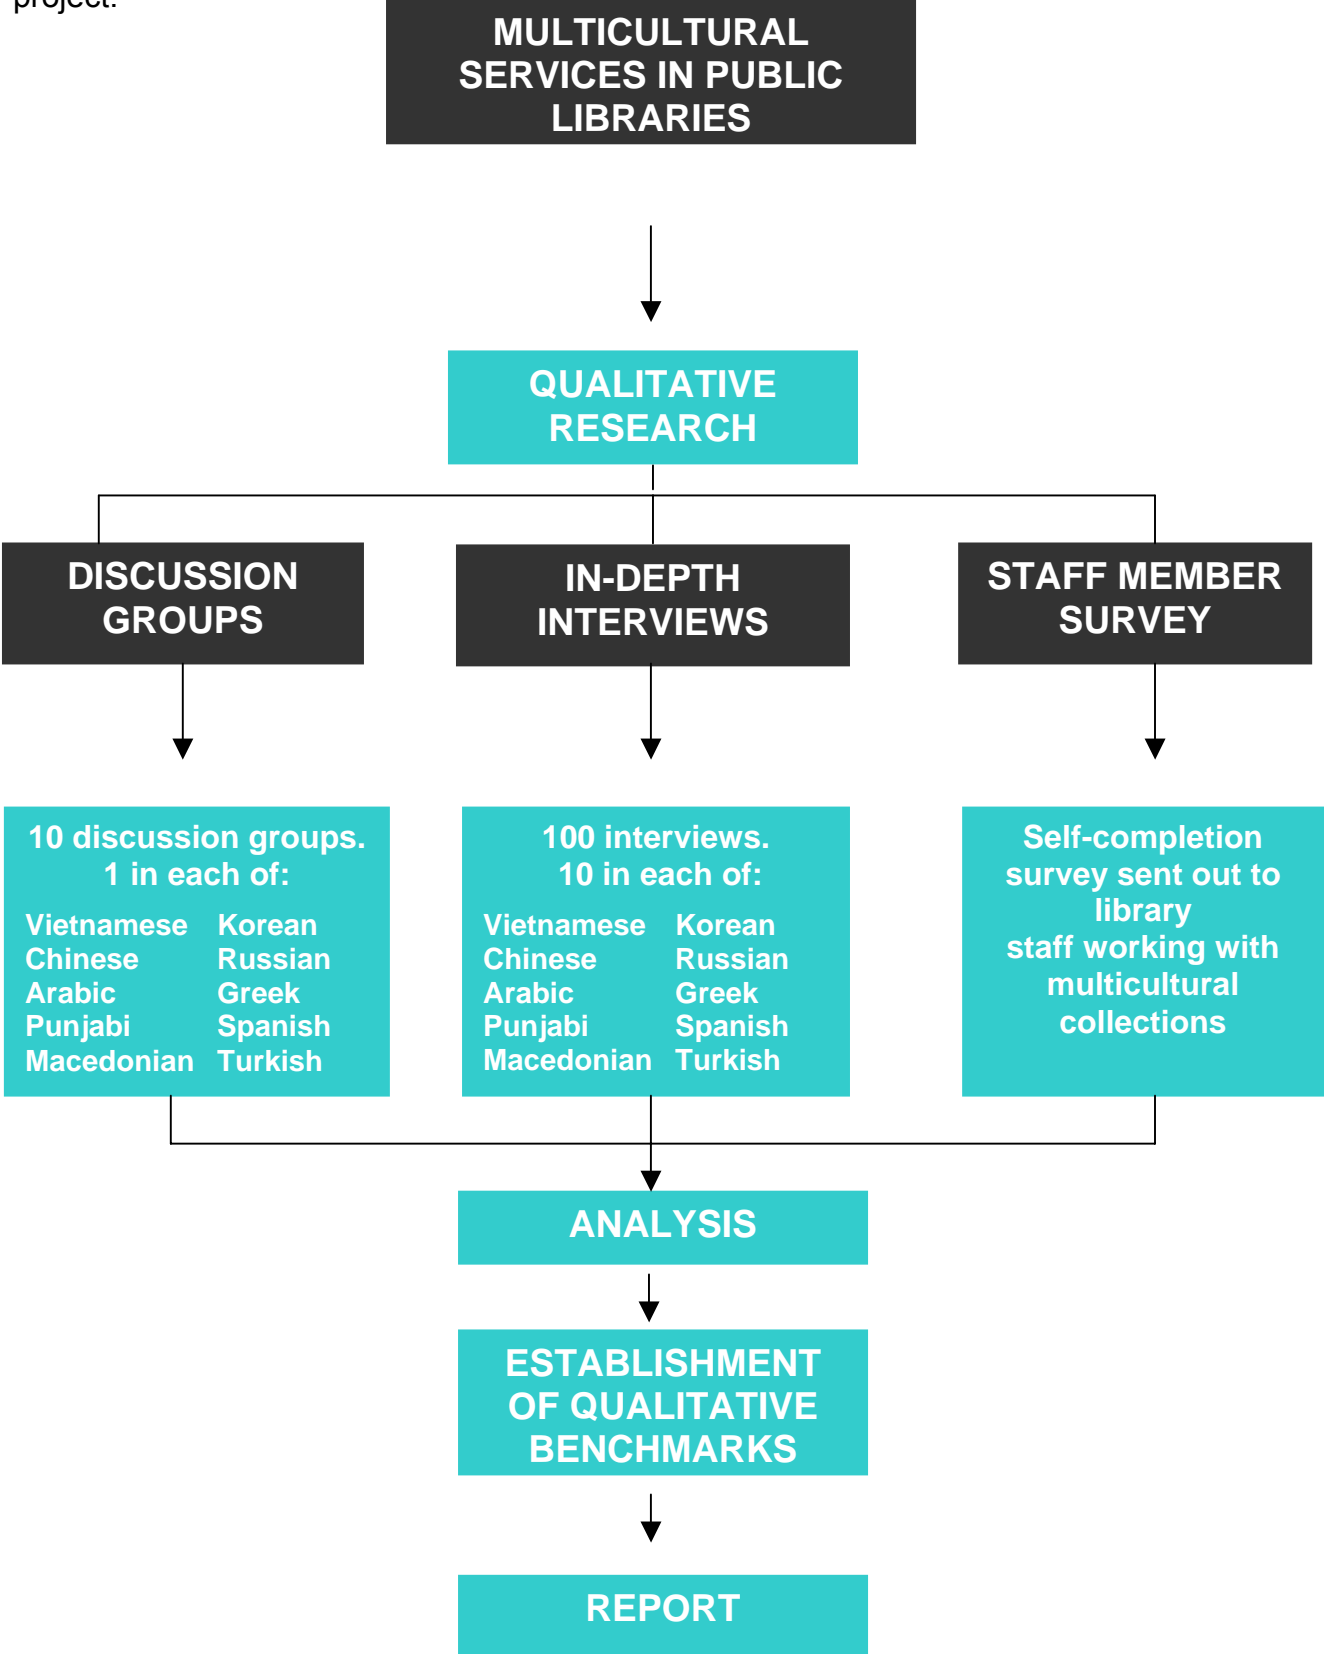 project.
MULTICULTURAL
SERVICES IN PUBLIC
LIBRARIES
QUALITATIVE
RESEARCH
DISCUSSION
GROUPS
IN-DEPTH
INTERVIEWS
STAFF MEMBER
SURVEY
10 discussion groups.
1 in each of:
Vietnamese Korean
Chinese Russian
Arabic Greek
Punjabi Spanish
Macedonian Turkish
100 interviews.
10 in each of:
Vietnamese Korean
Chinese Russian
Arabic Greek
Punjabi Spanish
Macedonian Turkish
Self-completion
survey sent out to
library
staff working with
multicultural
collections
ANALYSIS
ESTABLISHMENT
OF QUALITATIVE
BENCHMARKS
REPORT